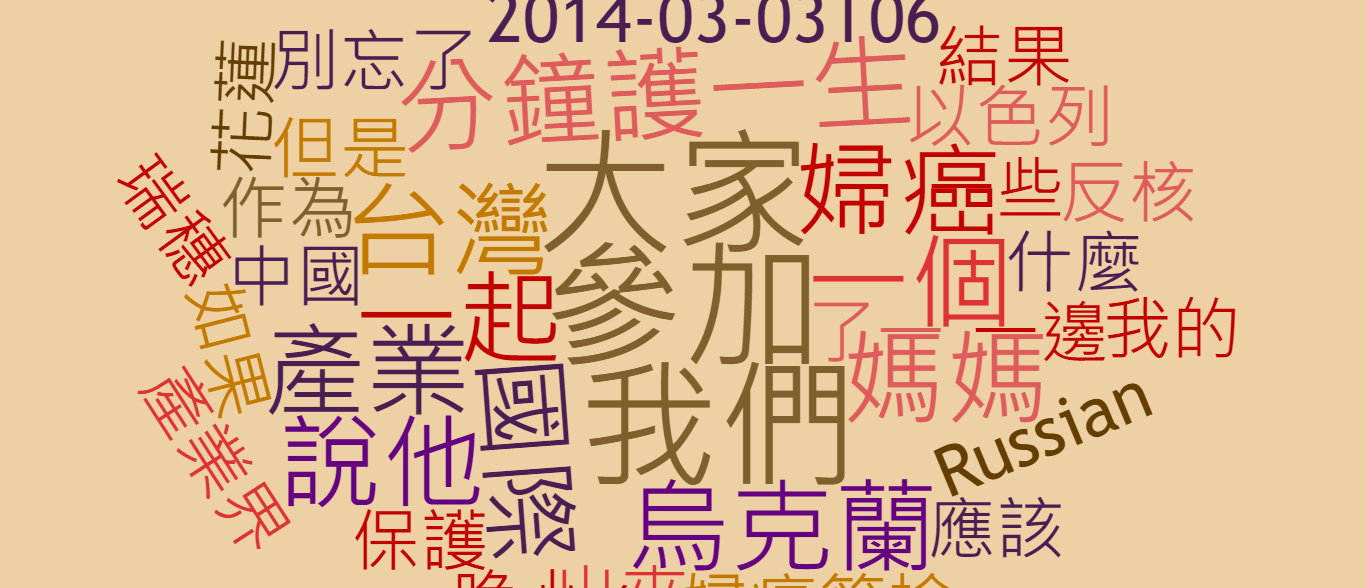 2014-03-03T06
別忘了
花蓮
分鐘護一生
結果
以色列
但是
大家
婦癌
些
反核
瑞穗
作為
台灣
中國
參加
一個
什麼
如果
一起
了
媽媽
一邊
我的
產業
國際
我們
產業界
說他
Russian
烏克蘭
應該
保護